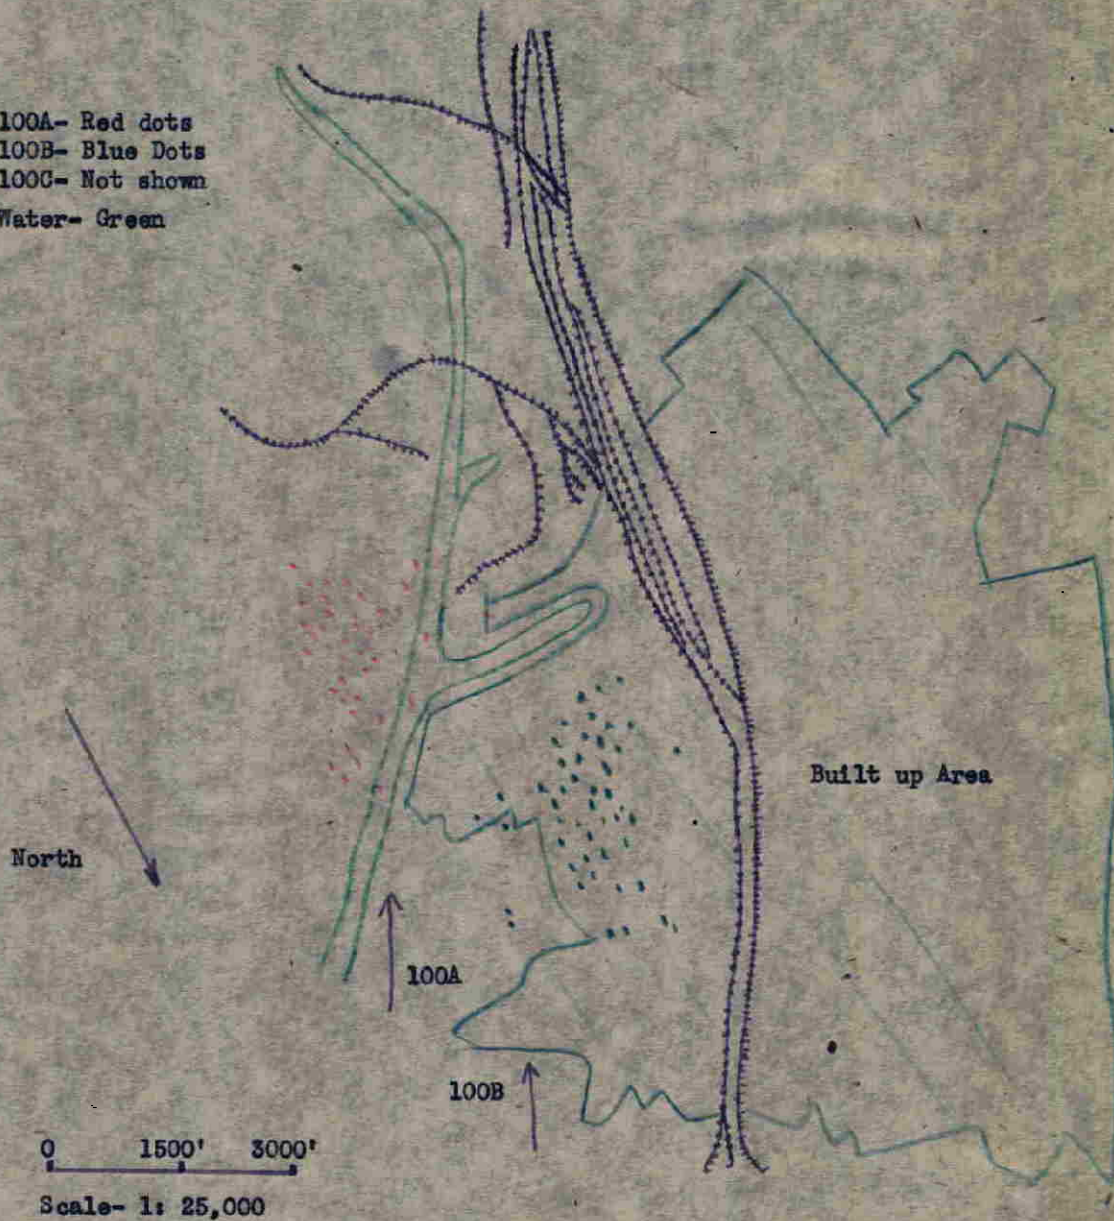 100A- Red dots
100B- Blue Dots
100C- Not shown
Water- Green
Built up Area
North
100A
100B
0 1500' 3000'
Scale- 1: 25,000